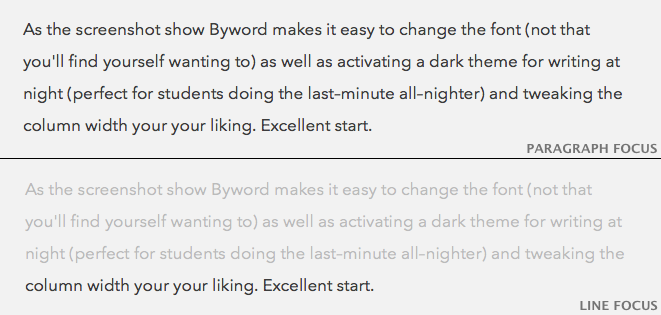 As the screenshot show Byword makes it easy to change the font (not that
you'll find yourself wanting to) as well as activating a dark theme for writing at
night (perfect for students doing the last–minute all–nighter) and tweaking the
column width your your liking. Excellent start.
PARAGRAPH FOCUS
As the screenshot show Byword makes it easy to change the font (not that
you'll find yourself wanting to) as well as activating a dark theme for writing at
night (perfect for students doing the last–minute all–nighter) and tweaking the
column width your your liking. Excellent start.
LINE FOCUS